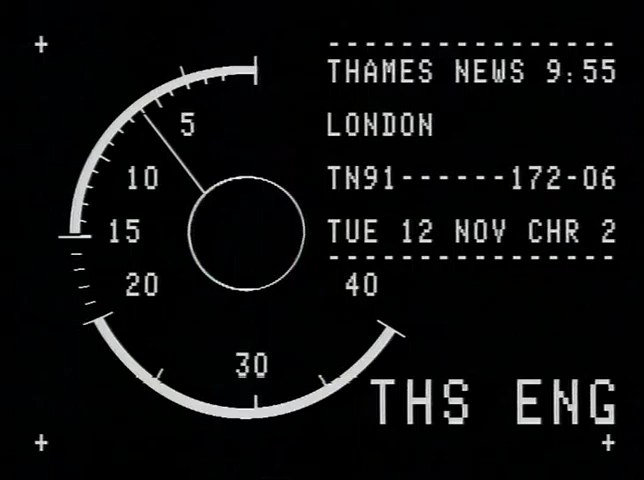 THAMES NEWS 9:55
LONDON
TN91------172-06
TUE 12 NOV CHR 2
5
10
15
20
30
40
THS ENG